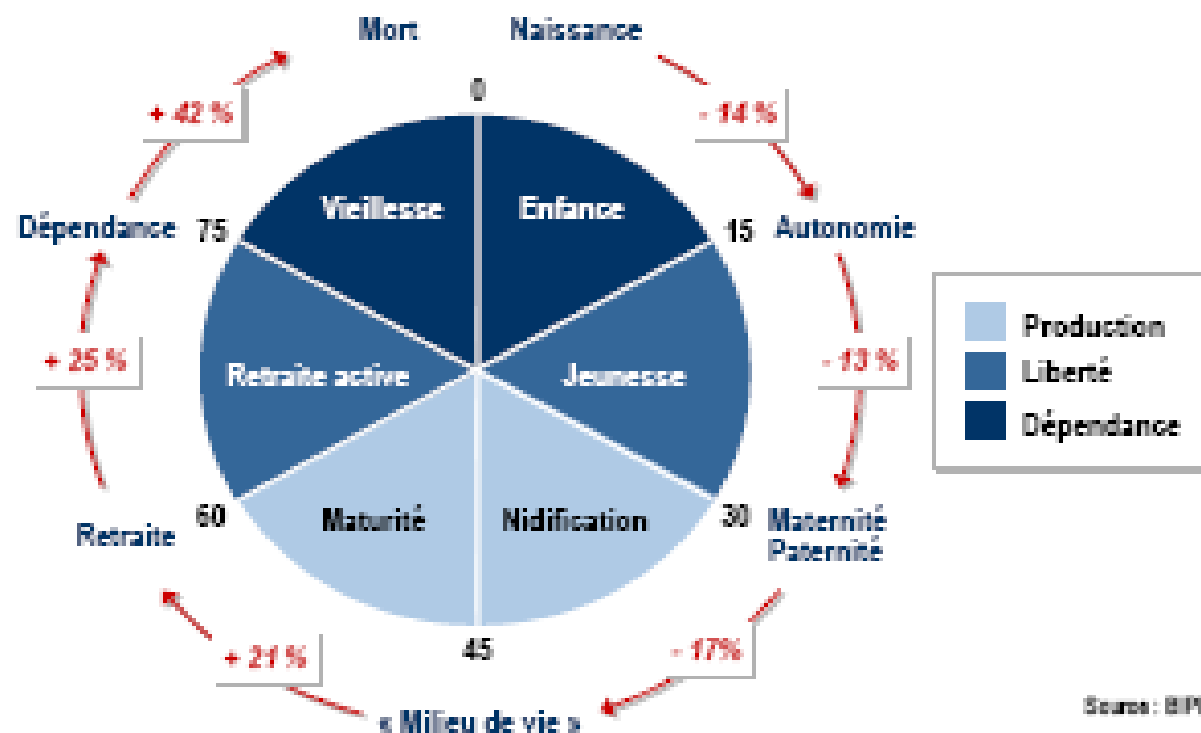 Mort
Naissance
0
+ 42 %
- 14 %
Vieillesse
Enfance
Dépendance
75
15
Autonomie
+ 25 %
Retraite active
Jeunesse
- 13 %
Production
Liberté
Dépendance
Retraite
60
Maturité
Nidification
30
Maternité
Paternité
+ 21 %
45
- 17%
« Milieu de vie »
Source :